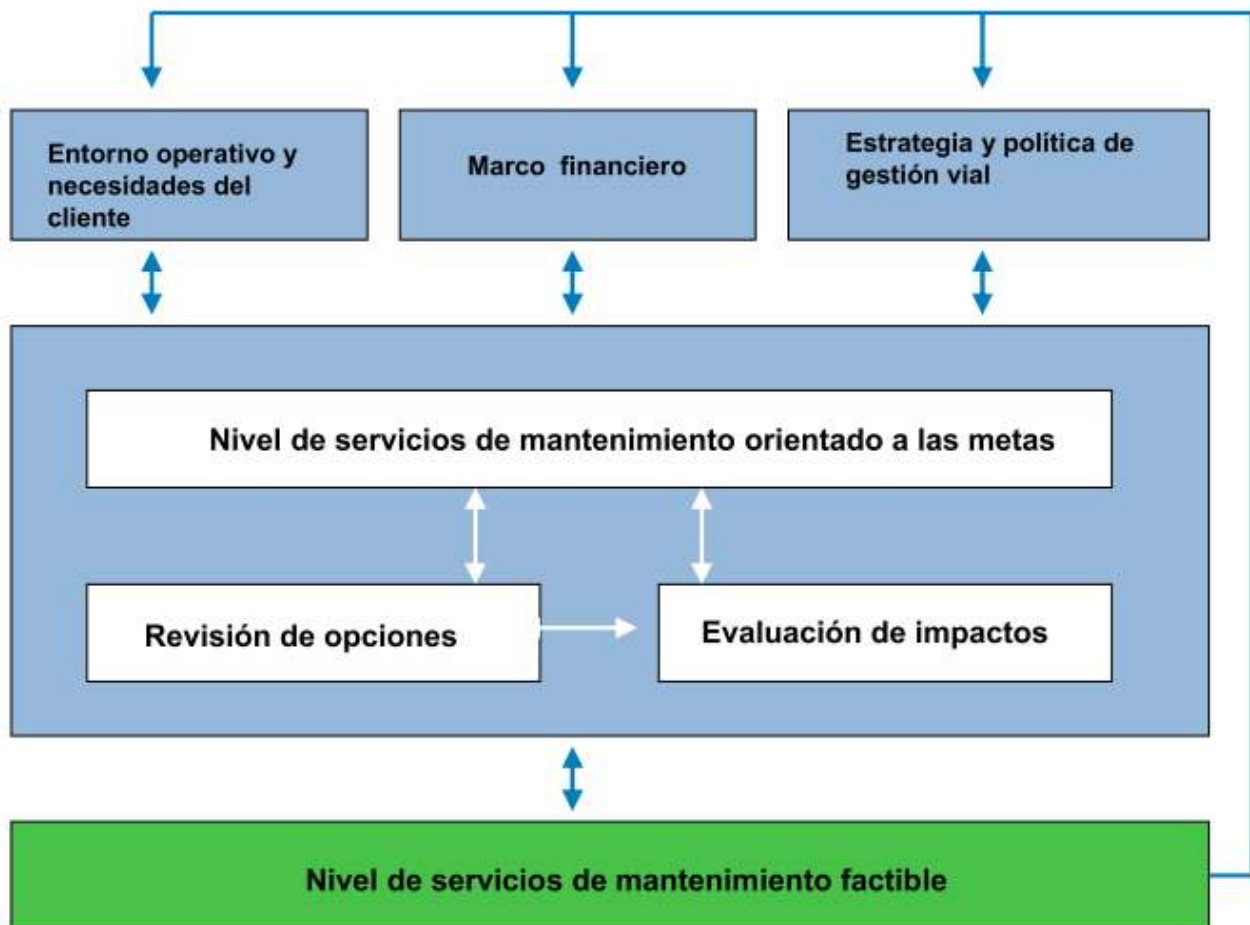 Entorno operativo y
necesidades del
cliente
Marco financiero
Estrategia y política de
gestión vial
Nivel de servicios de mantenimiento orientado a las metas
Revisión de opciones
Evaluación de impactos
Nivel de servicios de mantenimiento factible